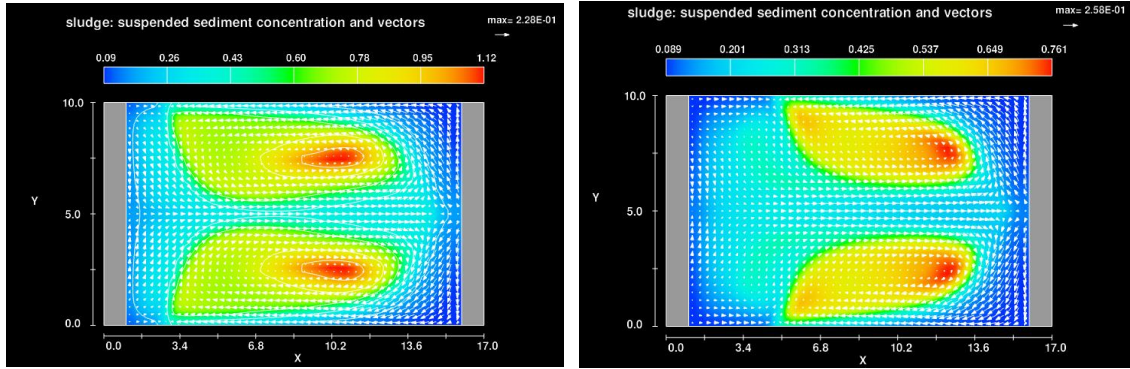 sludge: suspended sediment concentration and vectors
max= 2.28E-01
0.09 0.26 0.43 0.60 0.78 0.95 1.12
10.0
Y
5.0
0.0
0.0 3.4 6.8 10.2 13.6 17.0
X
sludge: suspended sediment concentration and vectors
max= 2.58E-01
0.089 0.201 0.313 0.425 0.537 0.649 0.761
10.0
Y
5.0
0.0
0.0 3.4 6.8 10.2 13.6 17.0
X